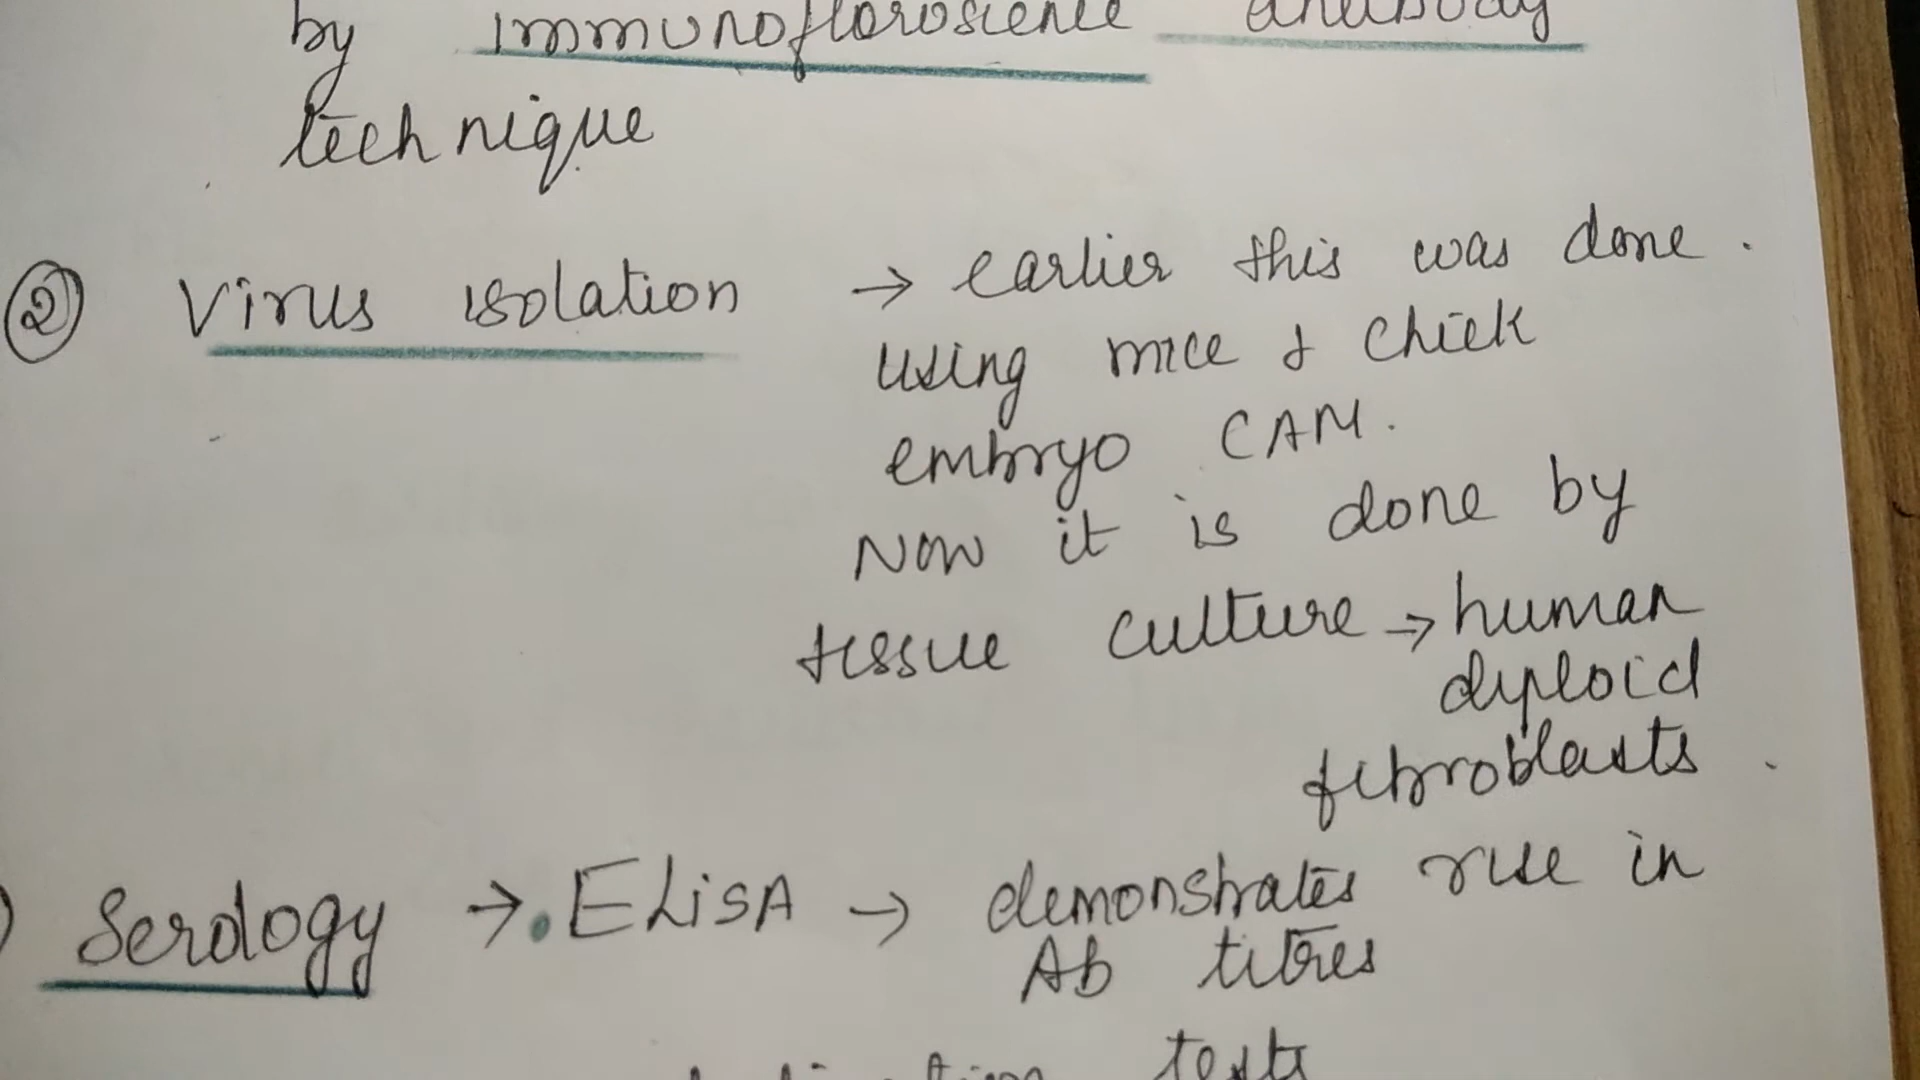 by immunofloroscence antibody
technique
② Virus isolation → earlier this was done.
using mice & chick
embryo CAM.
Now it is done by
tissue culture → human
diploid
fibroblasts.
) Serology → • ELiSA → demonstrates rise in
Ab titres
tests